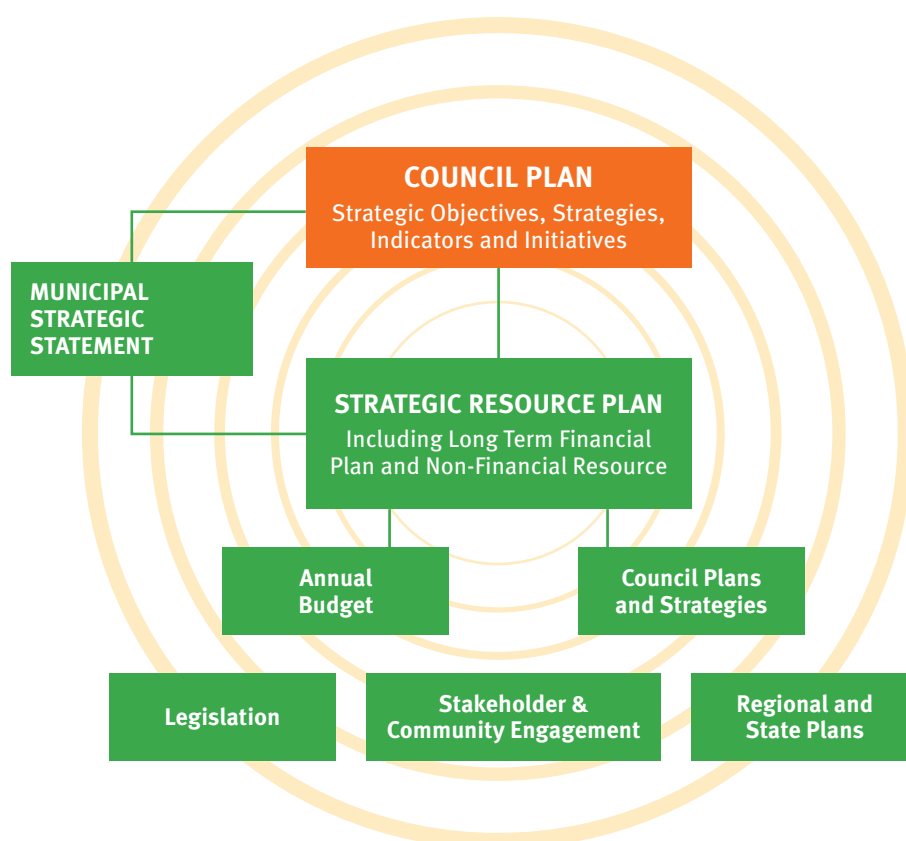 COUNCIL PLAN
Strategic Objectives, Strategies,
Indicators and Initiatives
MUNICIPAL
STRATEGIC
STATEMENT
STRATEGIC RESOURCE PLAN
Including Long Term Financial
Plan and Non-Financial Resource
Annual
Budget
Council Plans
and Strategies
Legislation
Stakeholder &
Community Engagement
Regional and
State Plans